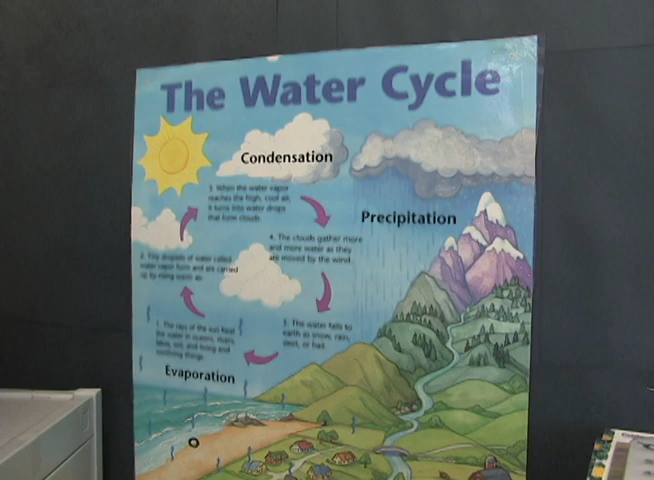 The Water Cycle
Condensation
3. When the water vapor
reaches the high, cool air,
it turns into water drops
that form clouds.
Precipitation
4. The clouds gather more
and more water as they
are moved by the wind.
2. Tiny droplets of water called
water vapor form and are carried
up by rising warm air.
1. The rays of the sun heat
the water in oceans, rivers,
lakes, soil, and living and
nonliving things.
5. The water falls to
earth as snow, rain,
sleet, or hail.
Evaporation